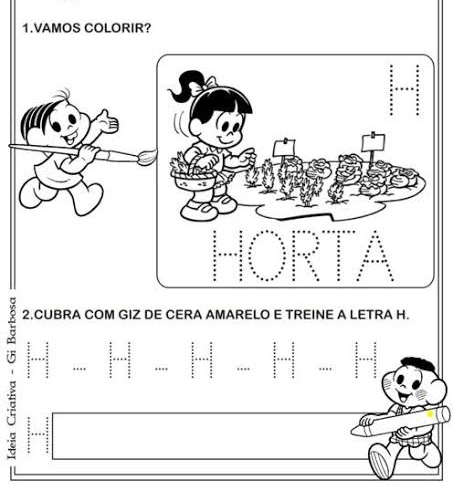 1.VAMOS COLORIR?
H
HORTA
2.CUBRA COM GIZ DE CERA AMARELO E TREINE A LETRA H.
H ... H ... H ... H ... H
H
Ideia Criativa - Gi Barbosa